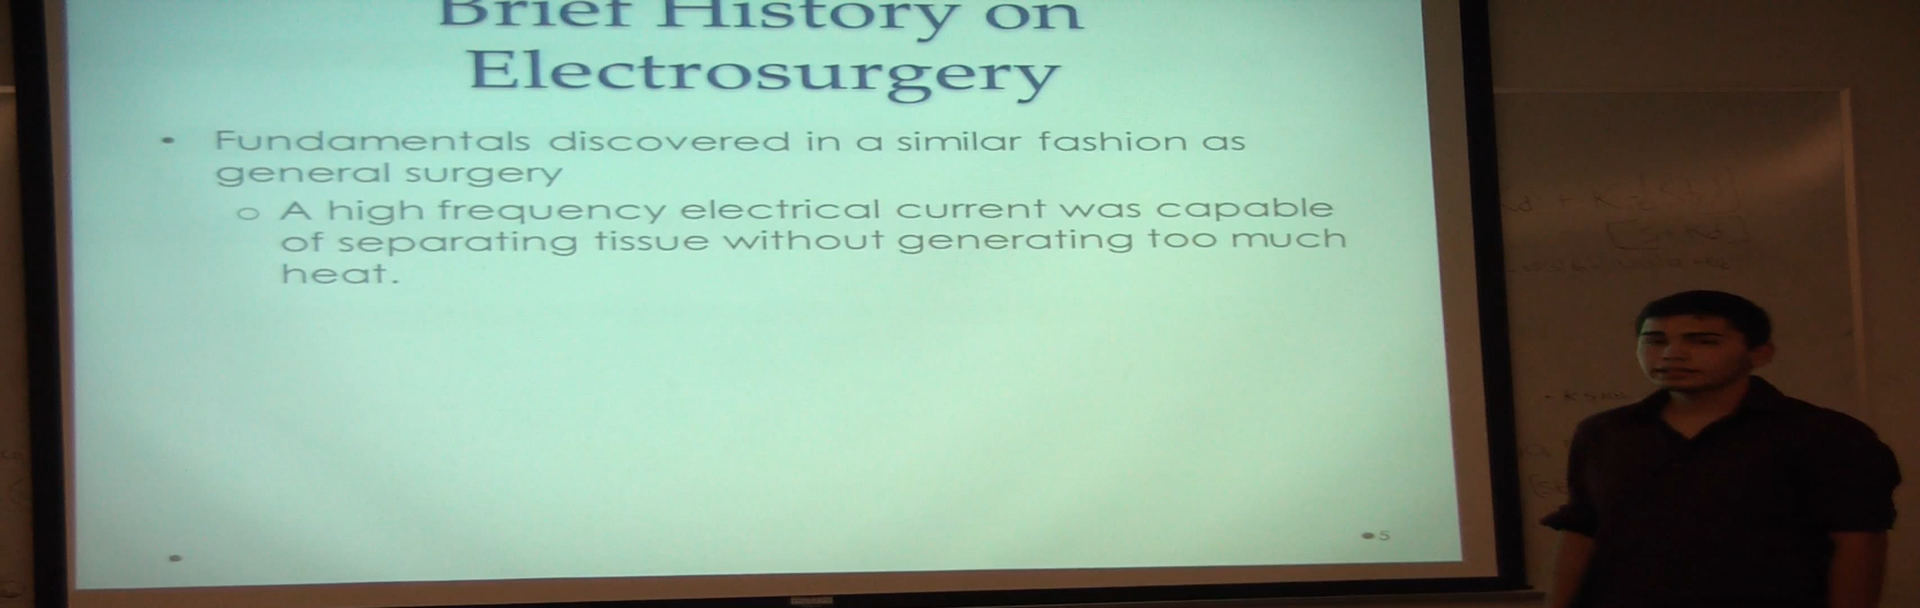 Brief History on
Electrosurgery
• Fundamentals discovered in a similar fashion as
general surgery
o A high frequency electrical current was capable
of separating tissue without generating too much
heat.
5